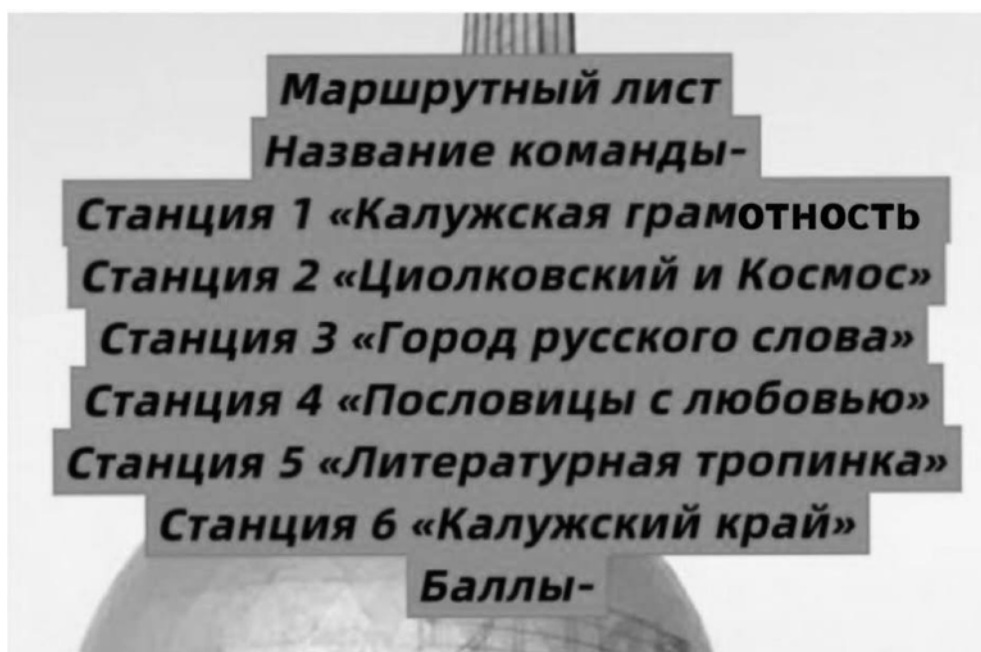 Маршрутный лист
Название команды-
Станция 1 «Калужская грамотность
Станция 2 «Циолковский и Космос»
Станция 3 «Город русского слова»
Станция 4 «Пословицы с любовью»
Станция 5 «Литературная тропинка»
Станция 6 «Калужский край»
Баллы-